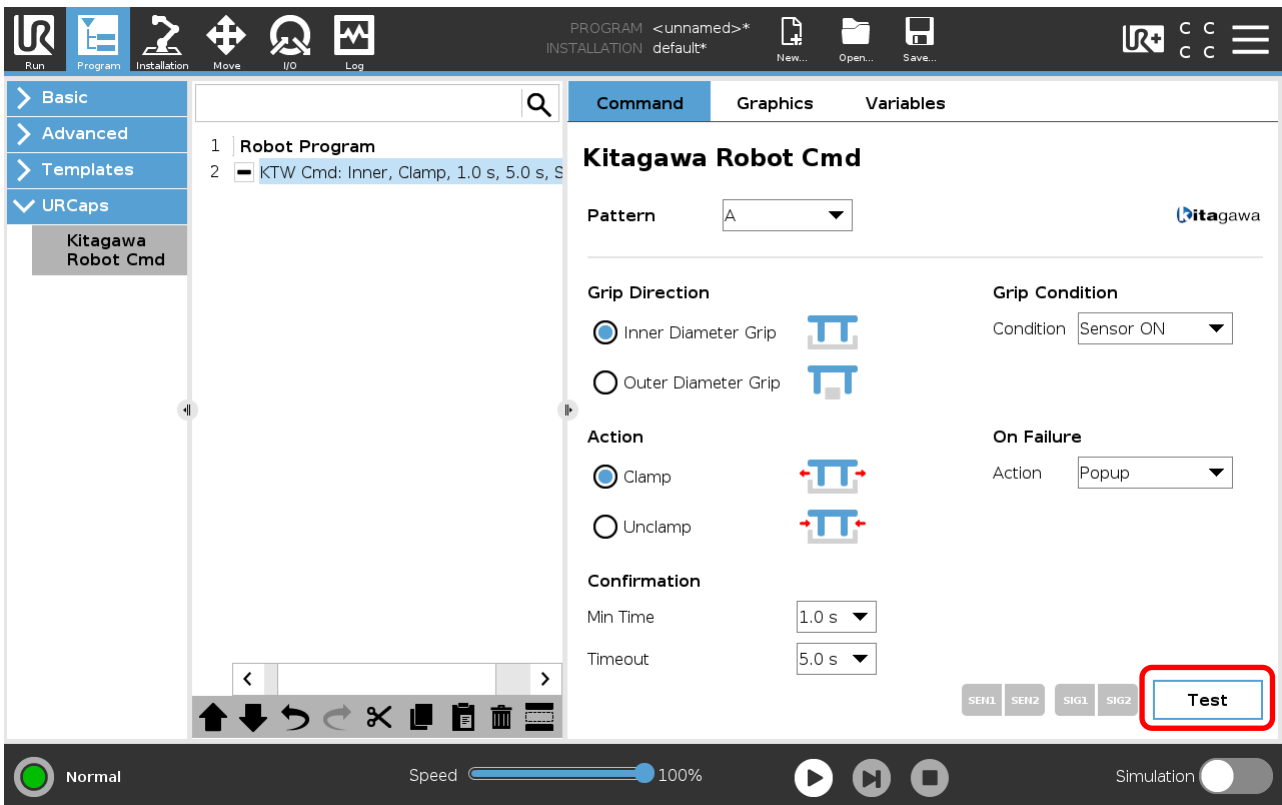 UR
Run
Program
Installation
Move
I/O
Log
PROGRAM <unnamed>*
INSTALLATION default*
New...
Open...
Save...
UR+
C C
C C
Basic
Advanced
Templates
URCaps
Kitagawa
Robot Cmd
1 Robot Program
2 KTW Cmd: Inner, Clamp, 1.0 s, 5.0 s, S
Command Graphics Variables
Kitagawa Robot Cmd
Pattern A
kitagawa
Grip Direction
Inner Diameter Grip
Outer Diameter Grip
Grip Condition
Condition Sensor ON
Action
Clamp
Unclamp
On Failure
Action Popup
Confirmation
Min Time 1.0 s
Timeout 5.0 s
SEN1 SEN2 SIG1 SIG2
Test
Normal
Speed 100%
Simulation